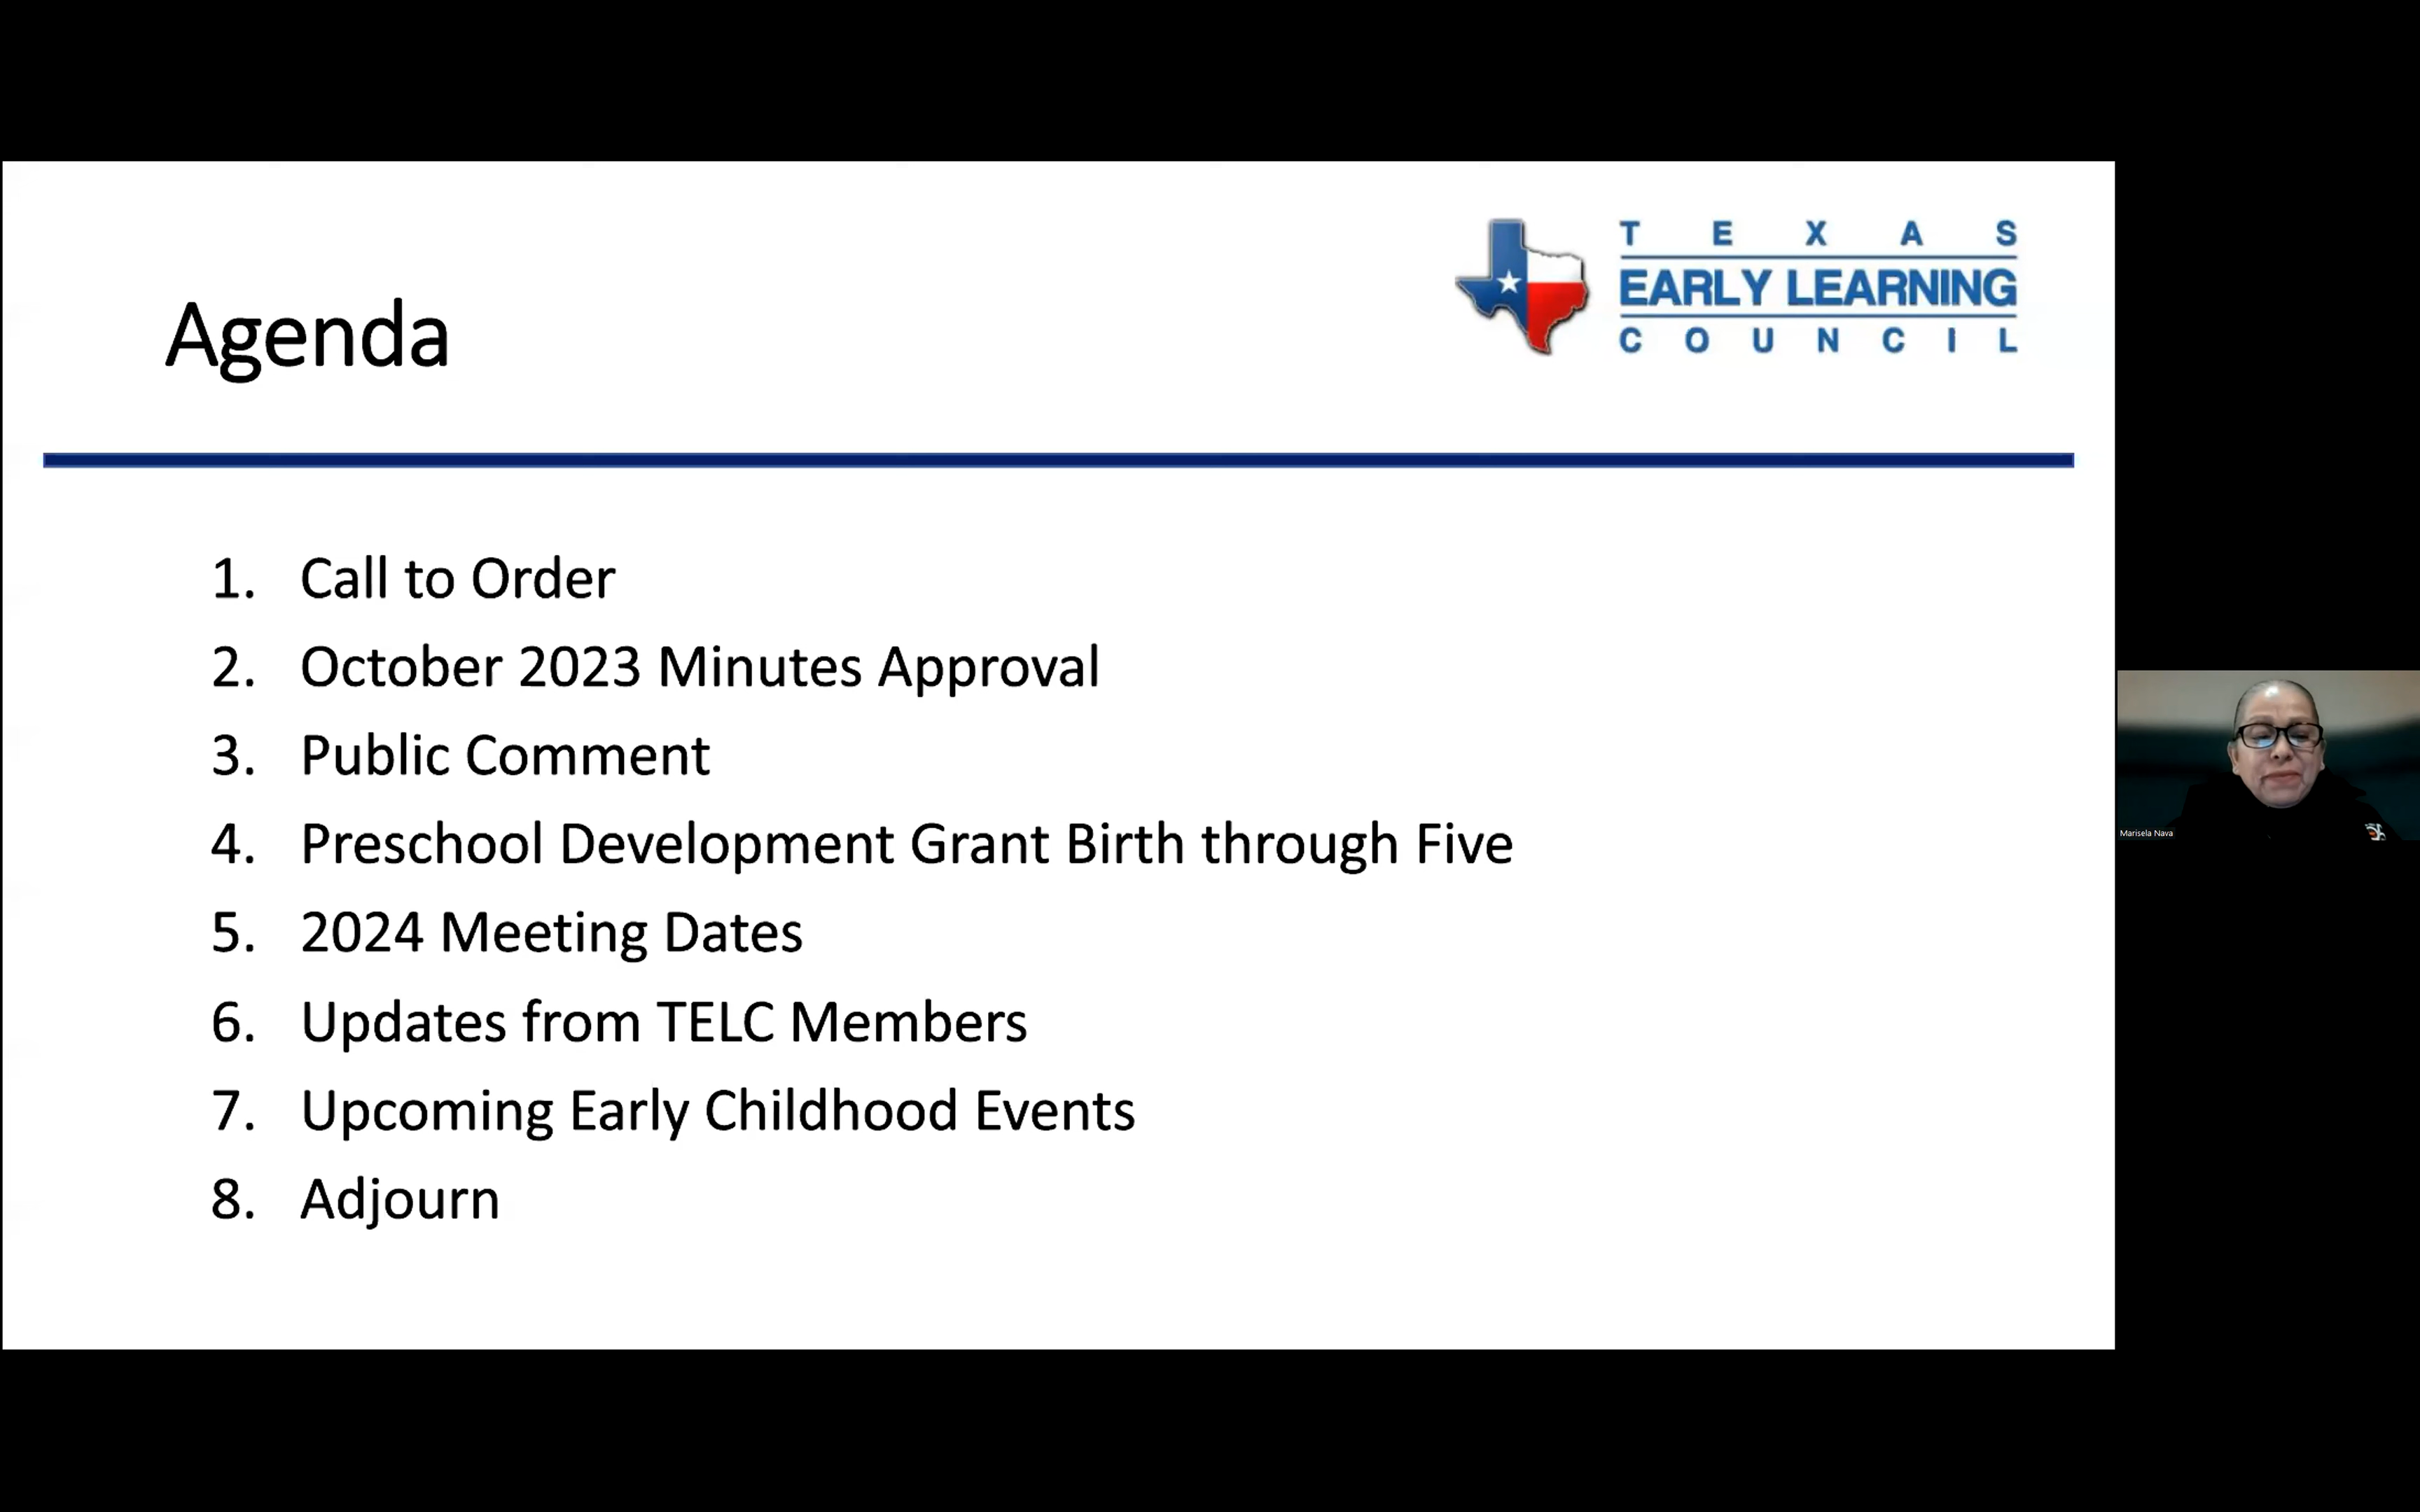 Agenda
T E X A S
EARLY LEARNING
C O U N C I L
1. Call to Order
2. October 2023 Minutes Approval
3. Public Comment
4. Preschool Development Grant Birth through Five
5. 2024 Meeting Dates
6. Updates from TELC Members
7. Upcoming Early Childhood Events
8. Adjourn
Marisela Nava